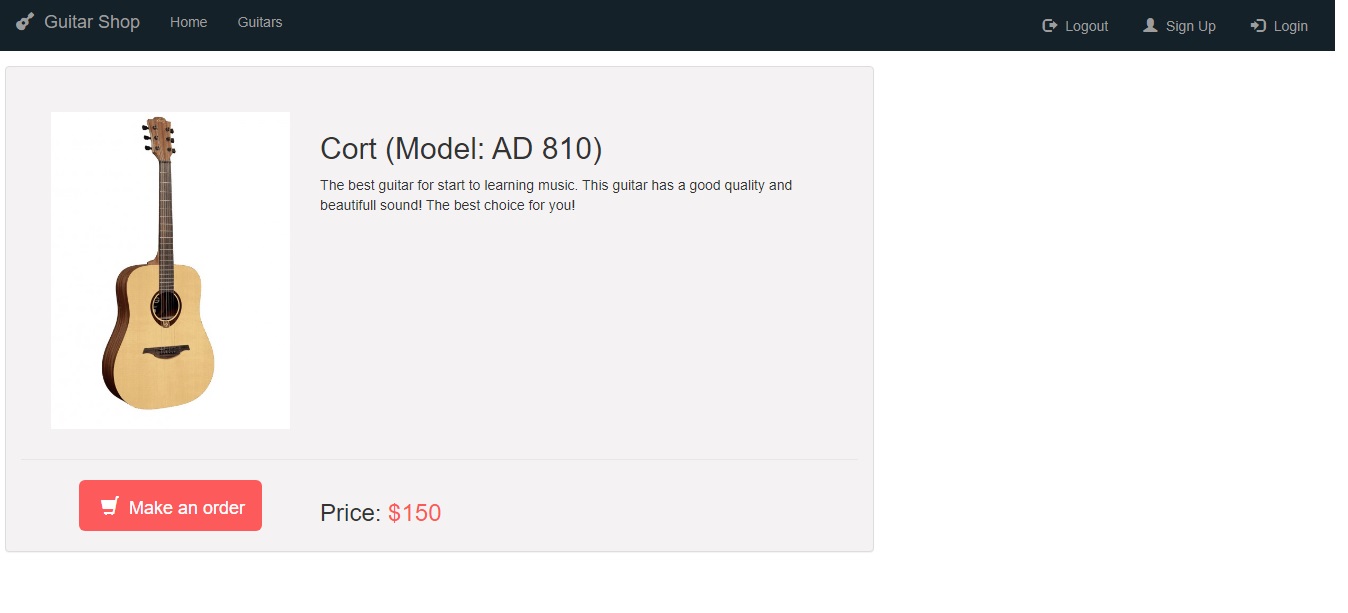 Guitar Shop Home Guitars Logout Sign Up Login
Cort (Model: AD 810)
The best guitar for start to learning music. This guitar has a good quality and
beautifull sound! The best choice for you!
Make an order Price: $150